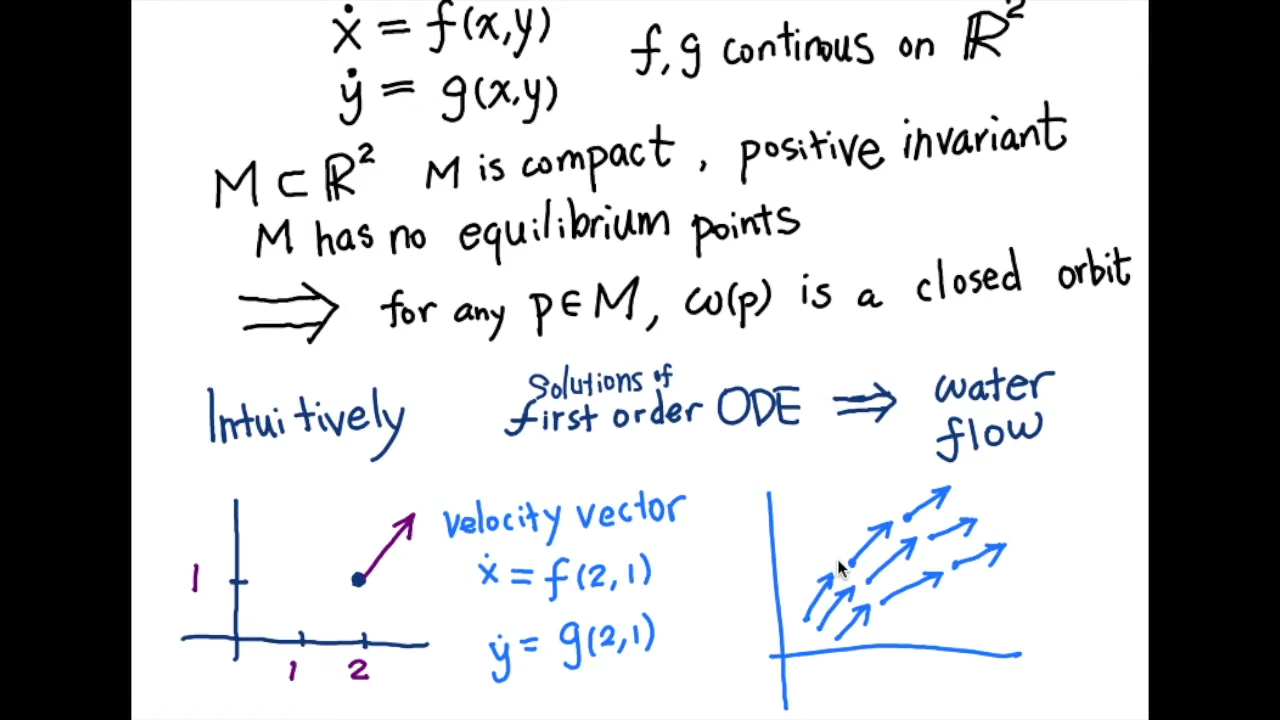 ẋ = f(x,y)
f, g continous on ℝ²
ẏ = g(x,y)
M ⊂ ℝ² M is compact, positive invariant
M has no equilibrium points
⟹ for any p∈M, ω(p) is a closed orbit
Intuitively
solutions of
first order ODE ⟹ water
flow
velocity vector
ẋ = f(2,1)
ẏ = g(2,1)
1
1 2